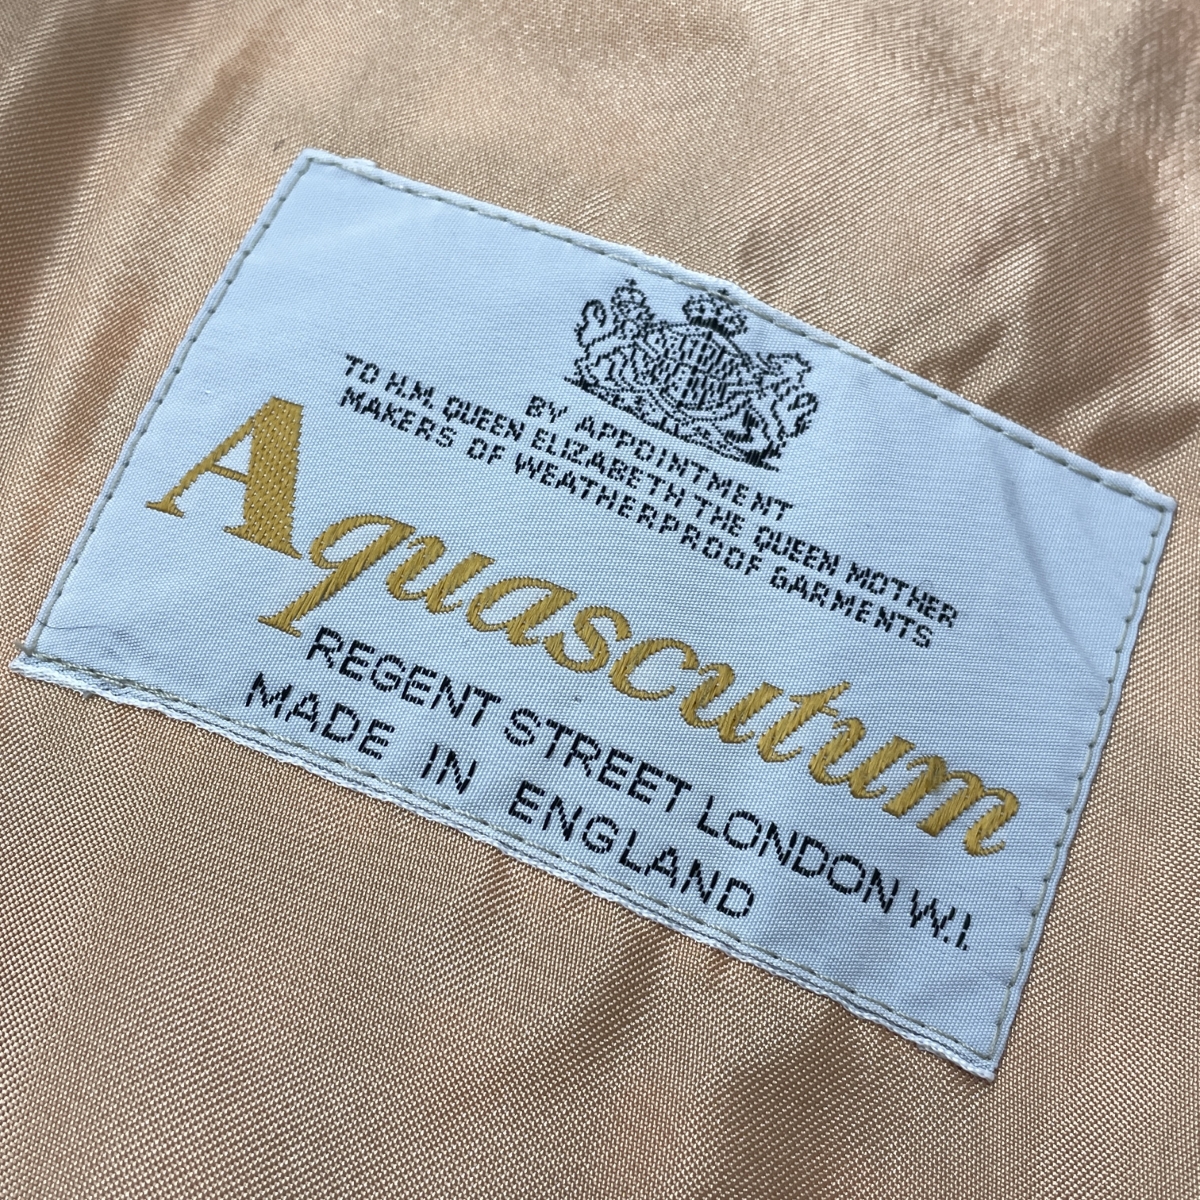 BY APPOINTMENT
TO H.M. QUEEN ELIZABETH THE QUEEN MOTHER
MAKERS OF WEATHERPROOF GARMENTS
Aquascutum
REGENT STREET LONDON W.I.
MADE IN ENGLAND